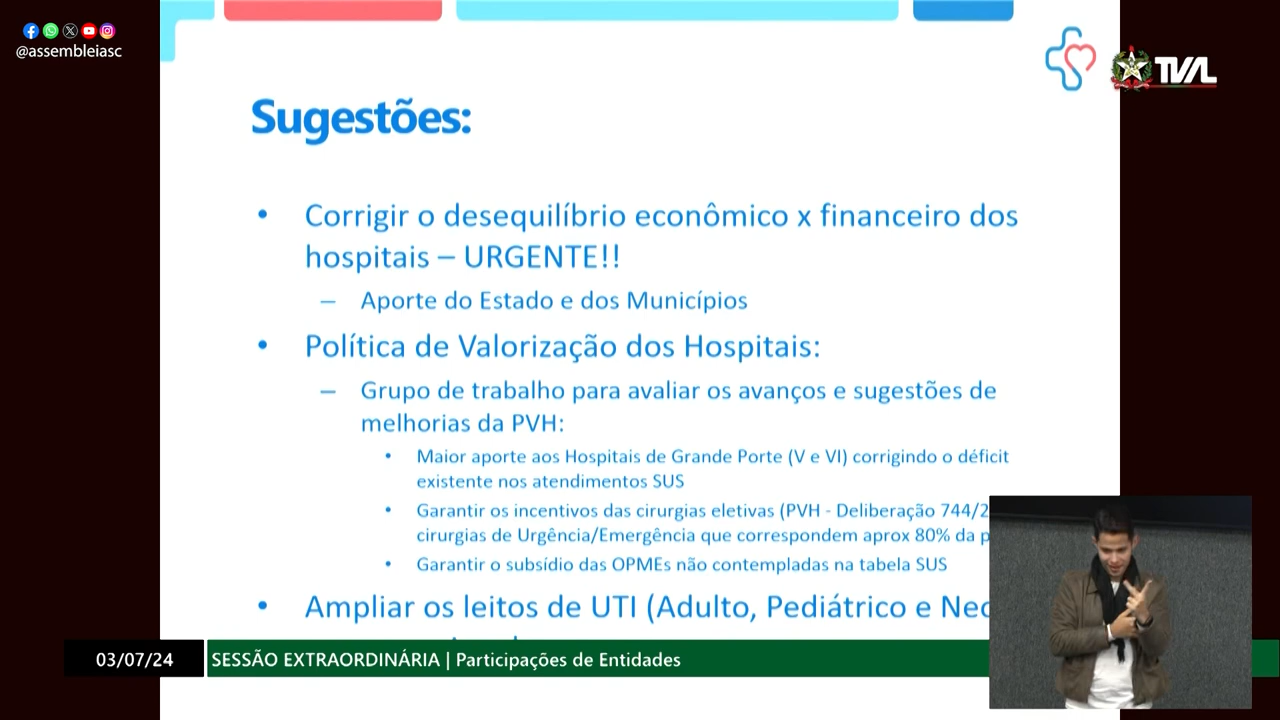 @assembleiasc
TVAL
Sugestões:
• Corrigir o desequilíbrio econômico x financeiro dos
hospitais – URGENTE!!
– Aporte do Estado e dos Municípios
• Política de Valorização dos Hospitais:
– Grupo de trabalho para avaliar os avanços e sugestões de
melhorias da PVH:
• Maior aporte aos Hospitais de Grande Porte (V e VI) corrigindo o déficit
existente nos atendimentos SUS
• Garantir os incentivos das cirurgias eletivas (PVH - Deliberação 744/2
cirurgias de Urgência/Emergência que correspondem aprox 80% da p
• Garantir o subsídio das OPMEs não contempladas na tabela SUS
• Ampliar os leitos de UTI (Adulto, Pediátrico e Neo
03/07/24 SESSÃO EXTRAORDINÁRIA | Participações de Entidades